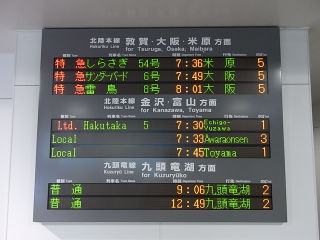 北陸本線 敦賀・大阪・米原 方面
Hokuriku Line for Tsuruga, Osaka, Maibara
特急 しらさぎ 54号 7:36 米原 5
特急 サンダーバード 6号 7:51 大阪 5
特急 雷鳥 8号 8:01 大阪 5
北陸本線 金沢・富山 方面
Hokuriku Line for Kanazawa, Toyama
Ltd. Hakutaka 5 7:30 Echigo-Yuzawa 1
Local 7:33 Awaraonsen 3
Local 7:45 Toyama 1
九頭竜線 九頭竜湖 方面
Kuzuryū Line for Kuzuryūko
普通 9:06 九頭竜湖 2
普通 12:49 九頭竜湖 2